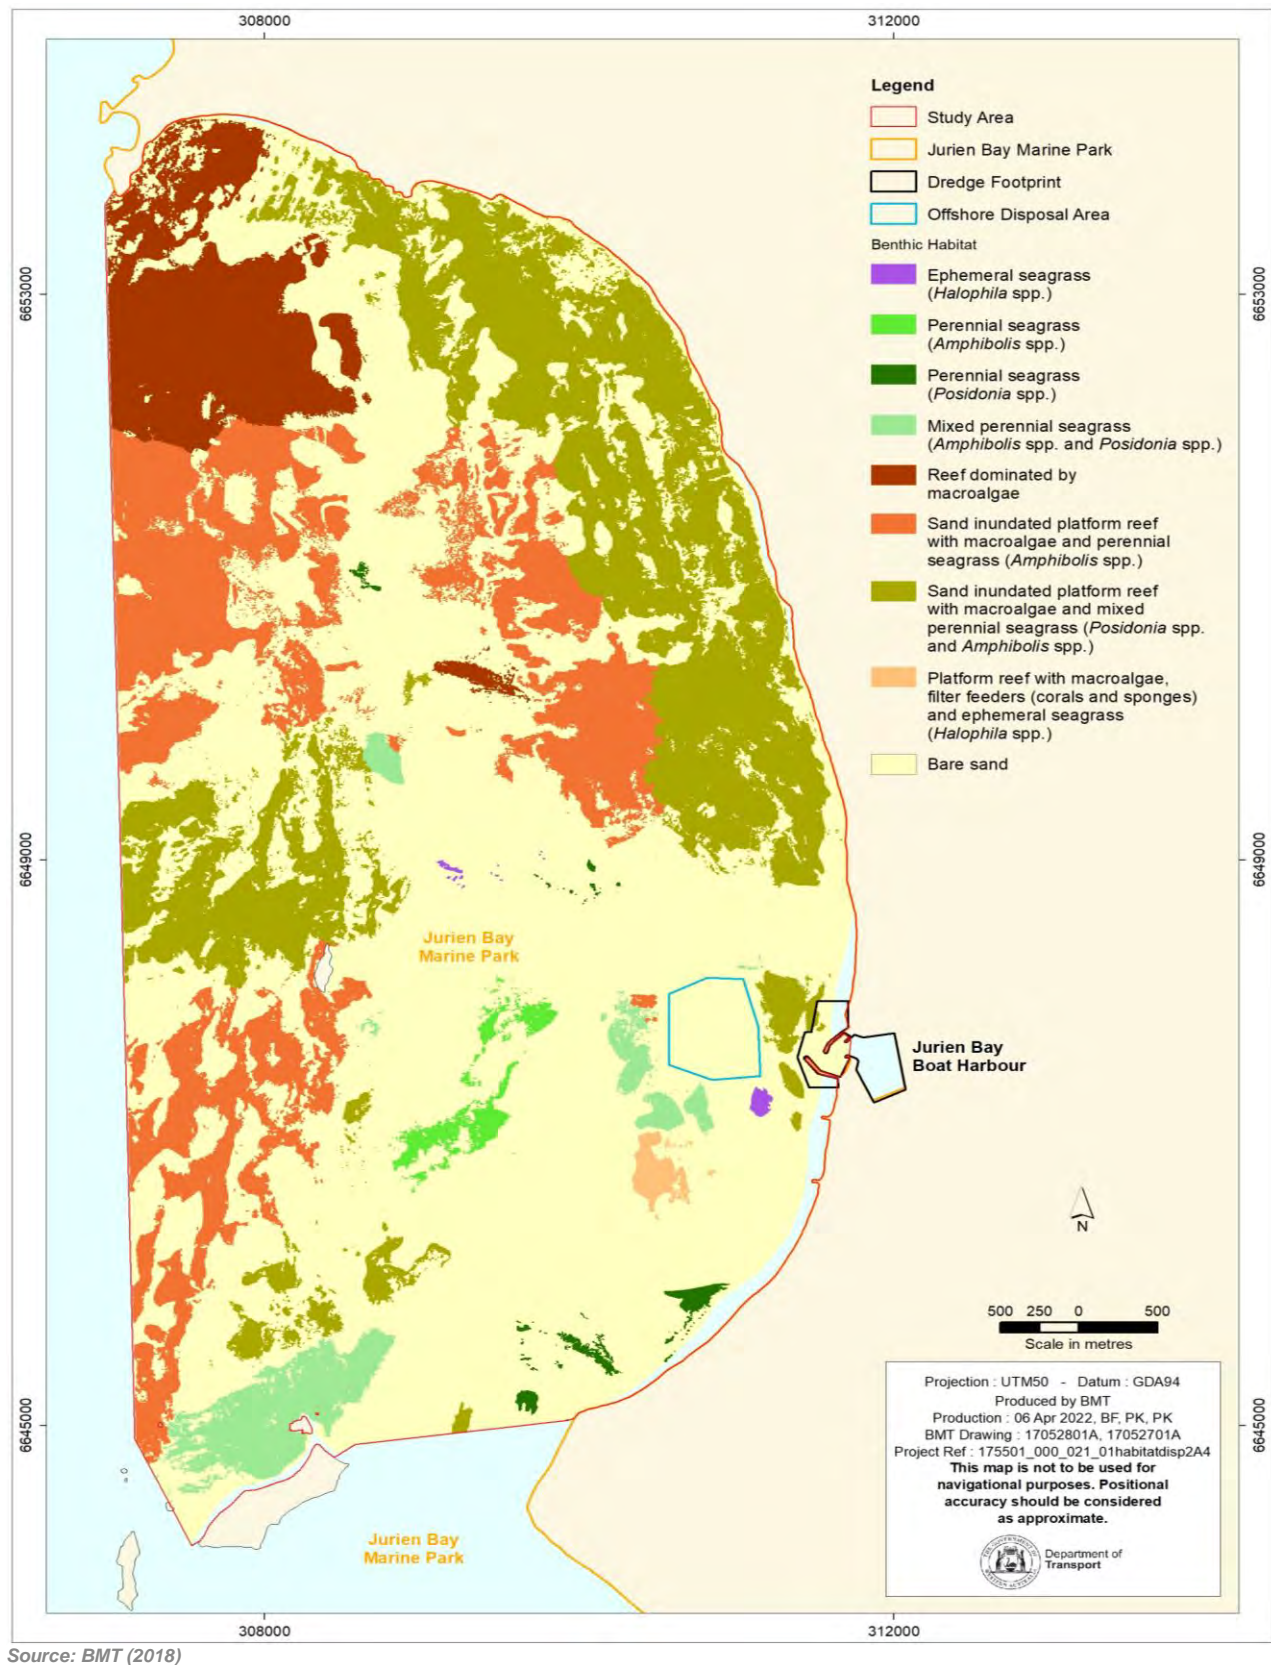 308000
312000
Legend
Study Area
Jurien Bay Marine Park
Dredge Footprint
Offshore Disposal Area
Benthic Habitat
Ephemeral seagrass
(Halophila spp.)
Perennial seagrass
(Amphibolis spp.)
Perennial seagrass
(Posidonia spp.)
Mixed perennial seagrass
(Amphibolis spp. and Posidonia spp.)
Reef dominated by
macroalgae
Sand inundated platform reef
with macroalgae and perennial
seagrass (Amphibolis spp.)
Sand inundated platform reef
with macroalgae and mixed
perennial seagrass (Posidonia spp.
and Amphibolis spp.)
Platform reef with macroalgae,
filter feeders (corals and sponges)
and ephemeral seagrass
(Halophila spp.)
Bare sand
6653000
6653000
6649000
6649000
Jurien Bay
Marine Park
Jurien Bay
Boat Harbour
N
500 250 0 500
Scale in metres
6645000
6645000
Projection : UTM50 - Datum : GDA94
Produced by BMT
Production : 06 Apr 2022, BF, PK, PK
BMT Drawing : 17052801A, 17052701A
Project Ref : 175501_000_021_01habitatdisp2A4
This map is not to be used for
navigational purposes. Positional
accuracy should be considered
as approximate.
Department of
Transport
Jurien Bay
Marine Park
308000
312000
Source: BMT (2018)